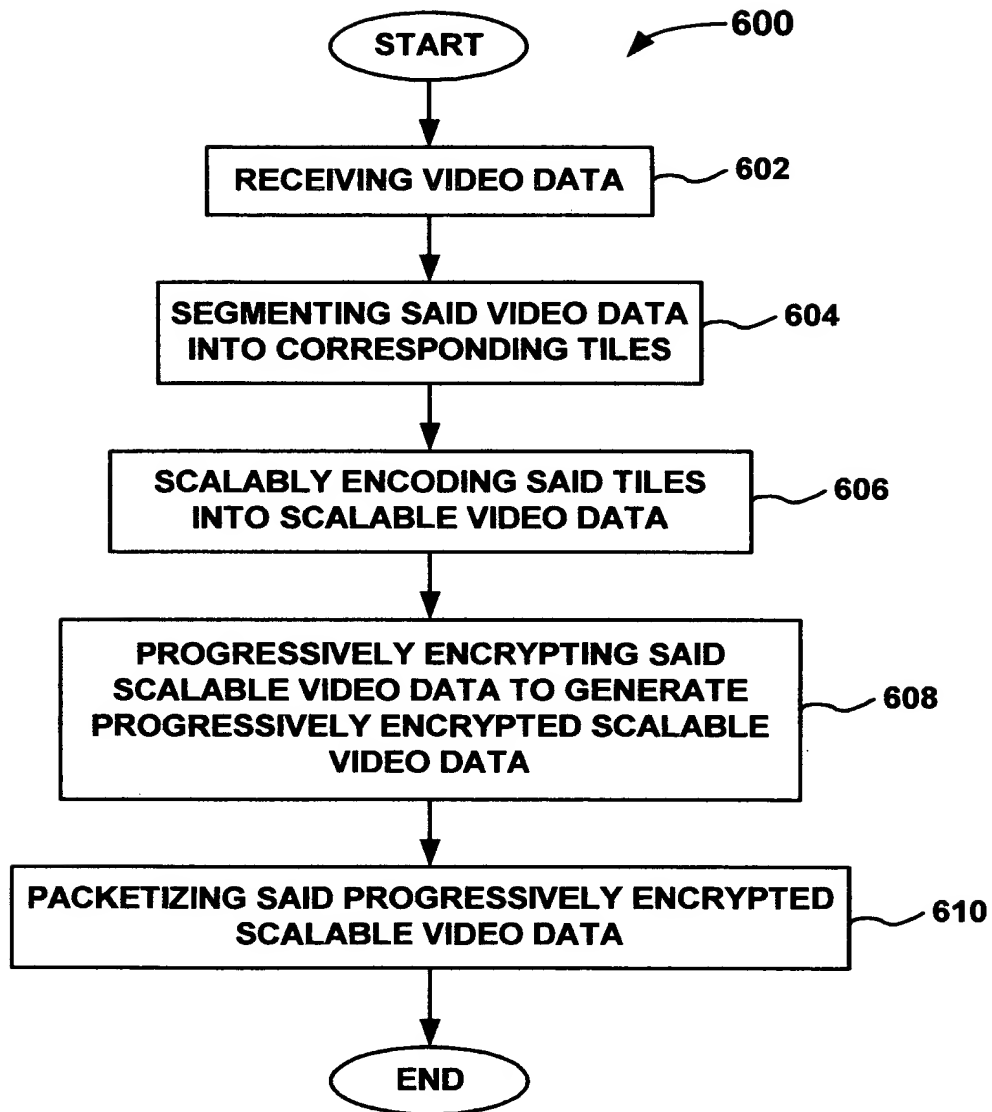 START
600
RECEIVING VIDEO DATA
602
SEGMENTING SAID VIDEO DATA
INTO CORRESPONDING TILES
604
SCALABLY ENCODING SAID TILES
INTO SCALABLE VIDEO DATA
606
PROGRESSIVELY ENCRYPTING SAID
SCALABLE VIDEO DATA TO GENERATE
PROGRESSIVELY ENCRYPTED SCALABLE
VIDEO DATA
608
PACKETIZING SAID PROGRESSIVELY ENCRYPTED
SCALABLE VIDEO DATA
610
END